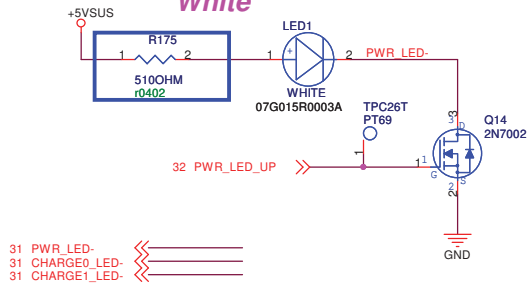 White
+5VSUS
LED1
R175
1 2
1 + 2 PWR_LED-
510OHM
r0402
WHITE
07G015R0003A
TPC26T
PT69
1
3 3 D
Q14
2N7002
32 PWR_LED_UP
1 1 G
2 2 S
GND
31 PWR_LED-
31 CHARGE0_LED-
31 CHARGE1_LED-